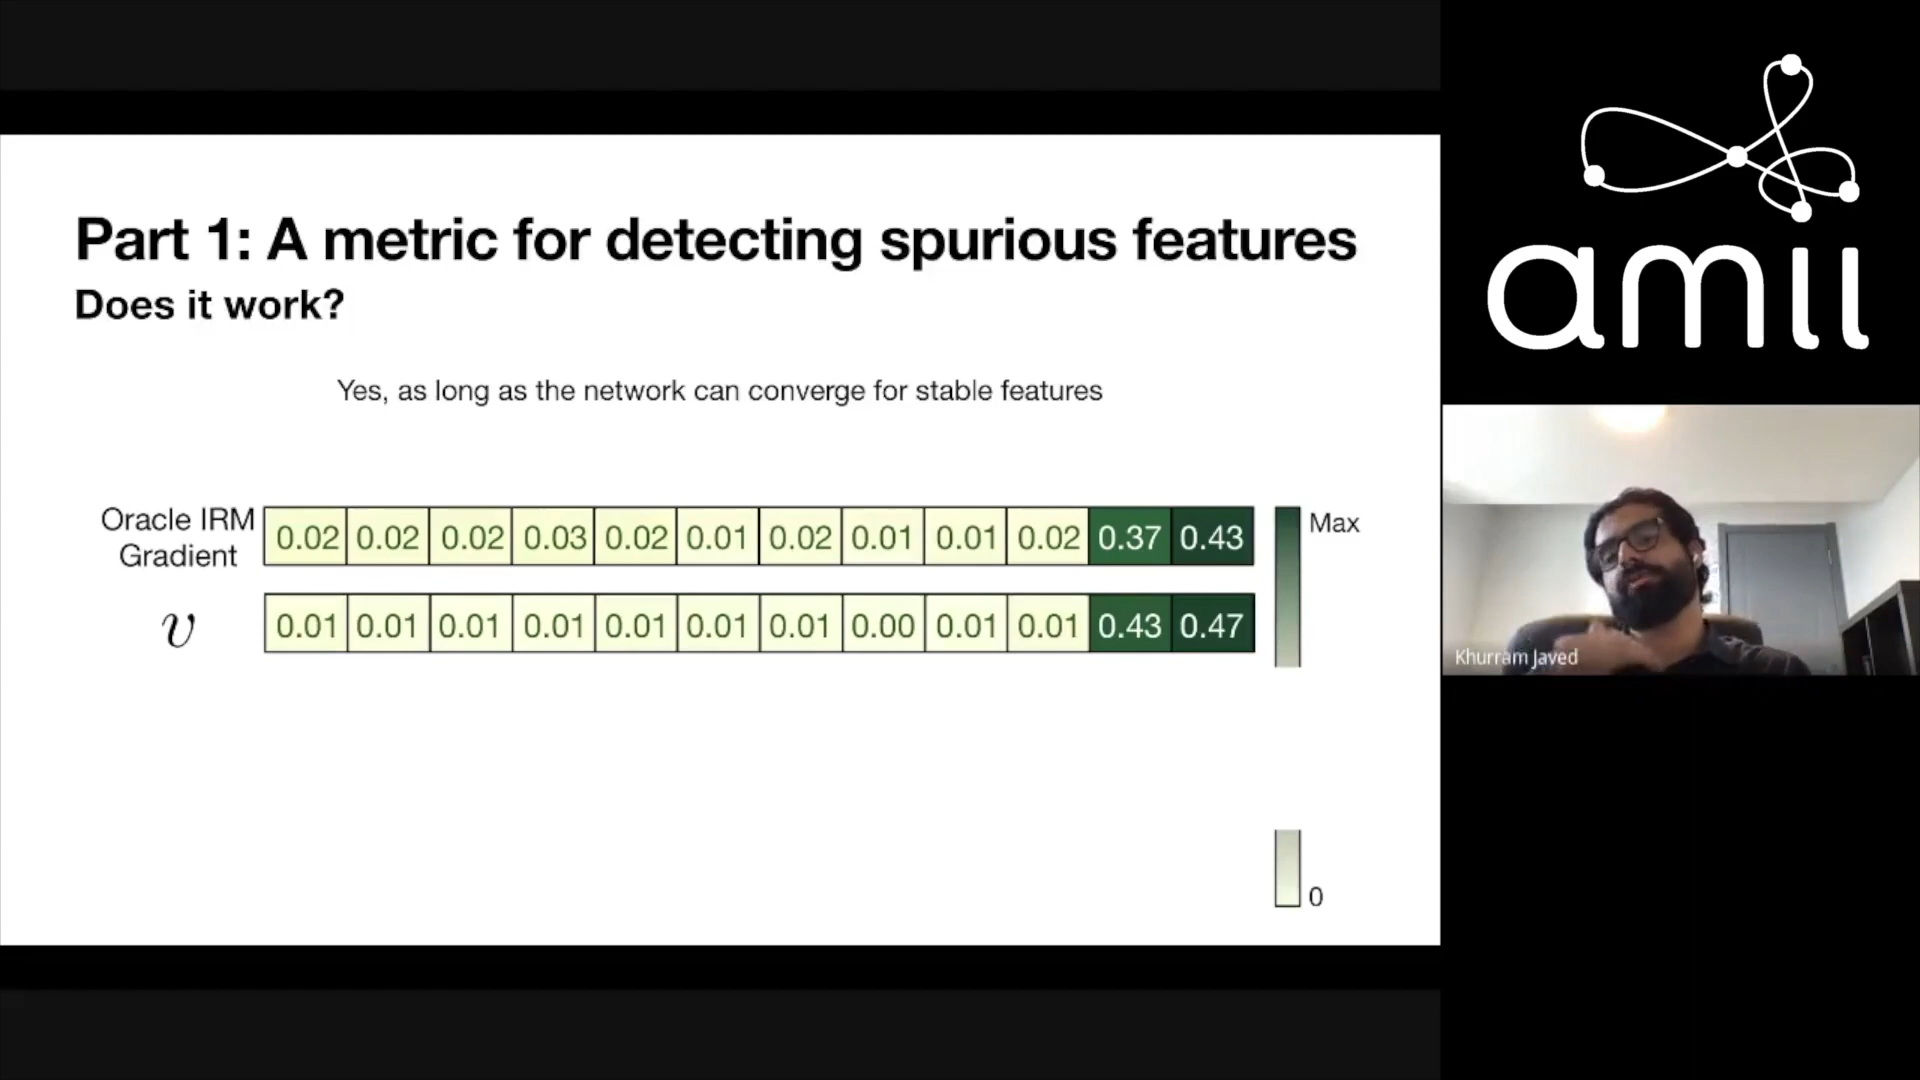 Part 1: A metric for detecting spurious features
Does it work?
Yes, as long as the network can converge for stable features
Oracle IRM
Gradient
0.02 0.02 0.02 0.03 0.02 0.01 0.02 0.01 0.01 0.02 0.37 0.43
Max
v
0.01 0.01 0.01 0.01 0.01 0.01 0.01 0.00 0.01 0.01 0.43 0.47
0
amii
Khurram Javed